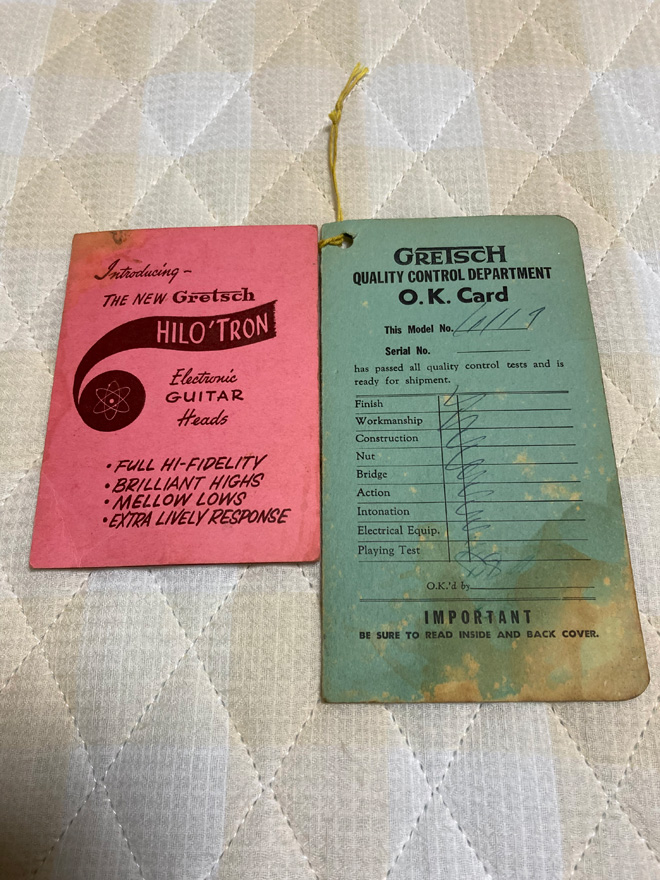 Introducing~
THE NEW Gretsch
HILO'TRON
Electronic
GUITAR
Heads
•FULL HI-FIDELITY
•BRILLIANT HIGHS
•MELLOW LOWS
•EXTRA LIVELY RESPONSE
GRETSCH
QUALITY CONTROL DEPARTMENT
O.K. Card
This Model No.
Serial No.
has passed all quality control tests and is
ready for shipment.
Finish
Workmanship
Construction
Nut
Bridge
Action
Intonation
Electrical Equip.
Playing Test
O.K.'d by
IMPORTANT
BE SURE TO READ INSIDE AND BACK COVER.